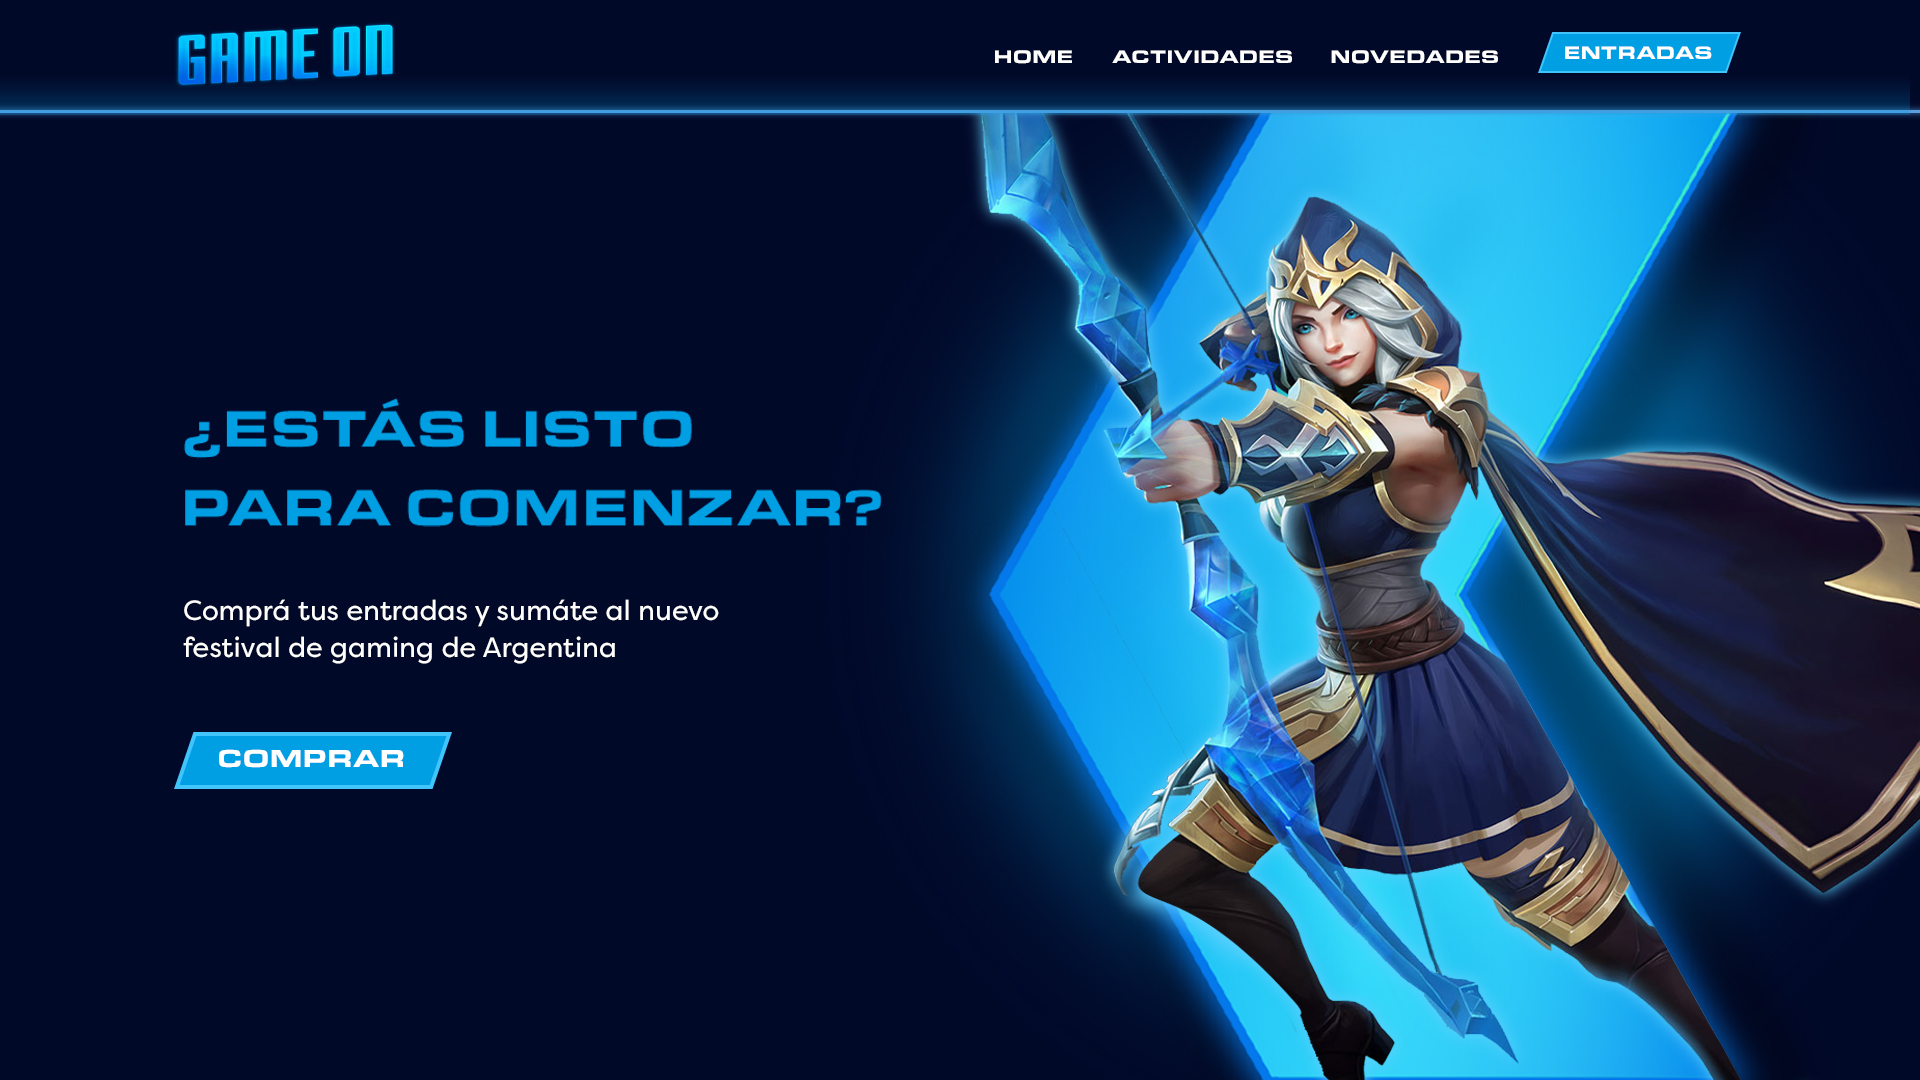 GAME ON
HOME
ACTIVIDADES
NOVEDADES
ENTRADAS
¿ESTÁS LISTO
PARA COMENZAR?
Comprá tus entradas y sumáte al nuevo
festival de gaming de Argentina
COMPRAR